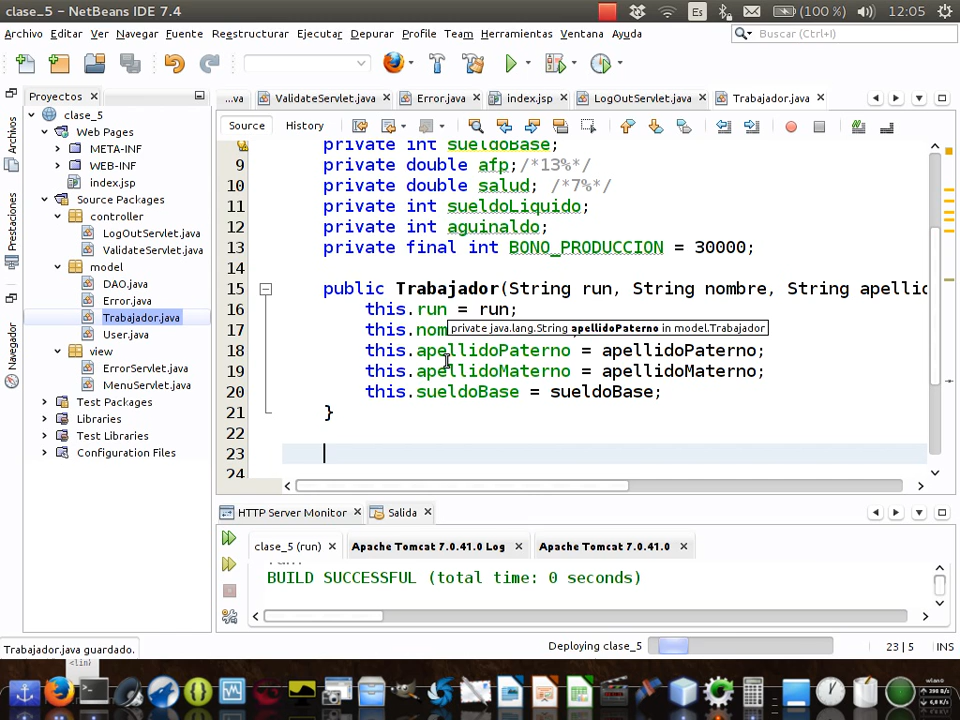 clase_5 - NetBeans IDE 7.4
Es
(100 %)
12:05
Archivo Editar Ver Navegar Fuente Reestructurar Ejecutar Depurar Profile Team Herramientas Ventana Ayuda
Buscar (Ctrl+I)
Proyectos
...va
ValidateServlet.java
Error.java
index.jsp
LogOutServlet.java
Trabajador.java
Archivos
Prestaciones
Navegador
clase_5
Web Pages
META-INF
WEB-INF
index.jsp
Source Packages
controller
LogOutServlet.java
ValidateServlet.java
model
DAO.java
Error.java
Trabajador.java
User.java
view
ErrorServlet.java
MenuServlet.java
Test Packages
Libraries
Test Libraries
Configuration Files
Source History
private int sueldoBase;
9 private double afp;/*13%*/
10 private double salud; /*7%*/
11 private int sueldoLiquido;
12 private int aguinaldo;
13 private final int BONO_PRODUCCION = 30000;
14
15 public Trabajador(String run, String nombre, String apellid
16 this.run = run;
17 this.nom
private java.lang.String apellidoPaterno in model.Trabajador
18 this.apellidoPaterno = apellidoPaterno;
19 this.apellidoMaterno = apellidoMaterno;
20 this.sueldoBase = sueldoBase;
21 }
22
23
24
HTTP Server Monitor
Salida
clase_5 (run)
Apache Tomcat 7.0.41.0 Log
Apache Tomcat 7.0.41.0
BUILD SUCCESSFUL (total time: 0 seconds)
Trabajador.java guardado.
Deploying clase_5
23|5
INS
<lin>
wlan0